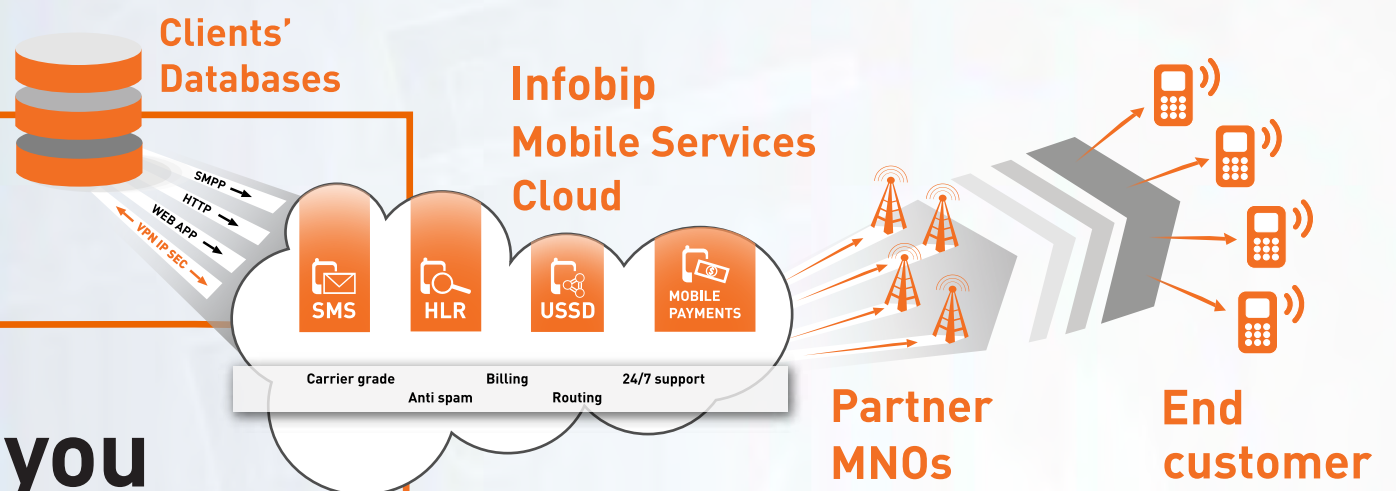 Clients'
Databases
Infobip
Mobile Services
Cloud
SMPP
HTTP
WEB APP
VPN IP SEC
SMS
HLR
USSD
MOBILE
PAYMENTS
Carrier grade
Billing
24/7 support
Anti spam
Routing
Partner
MNOs
End
customer
you